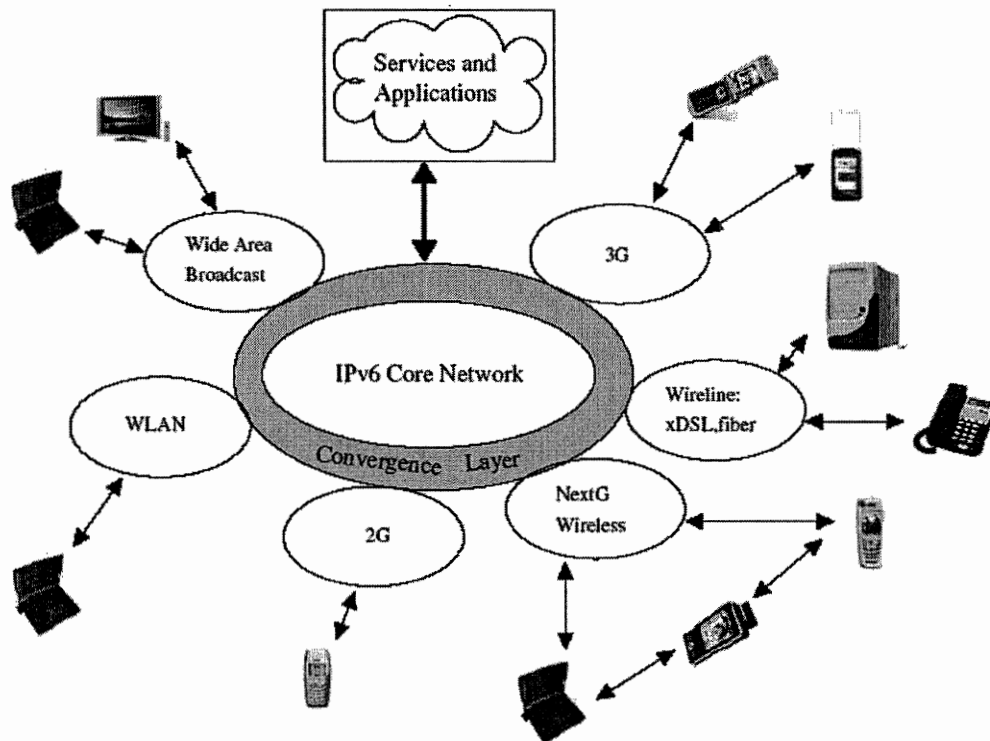 Services and
Applications
Wide Area
Broadcast
3G
IPv6 Core Network
Wireline:
xDSL,fiber
WLAN
Convergence Layer
NextG
Wireless
2G